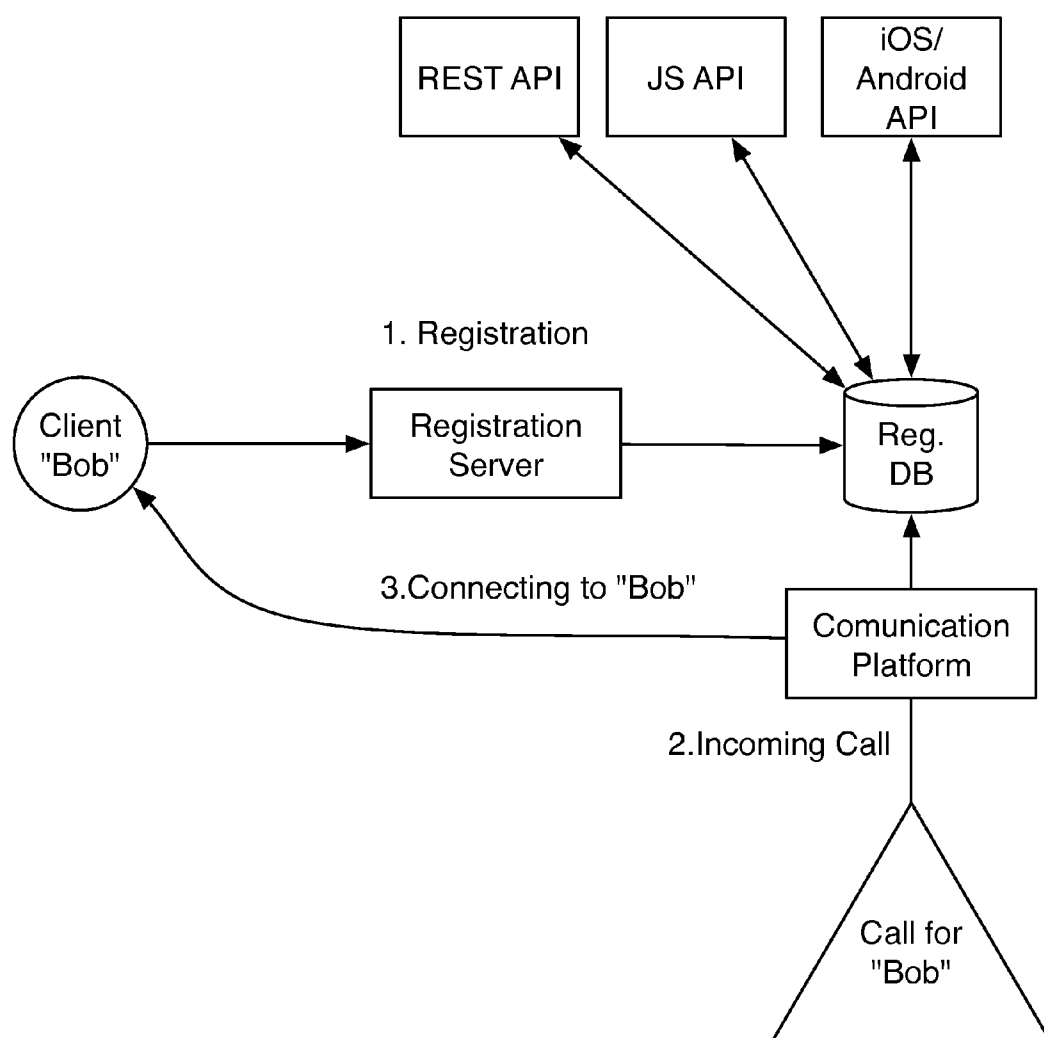 REST API
JS API
iOS/
Android
API
1. Registration
Client
"Bob"
Registration
Server
Reg.
DB
3.Connecting to "Bob"
Comunication
Platform
2.Incoming Call
Call for
"Bob"